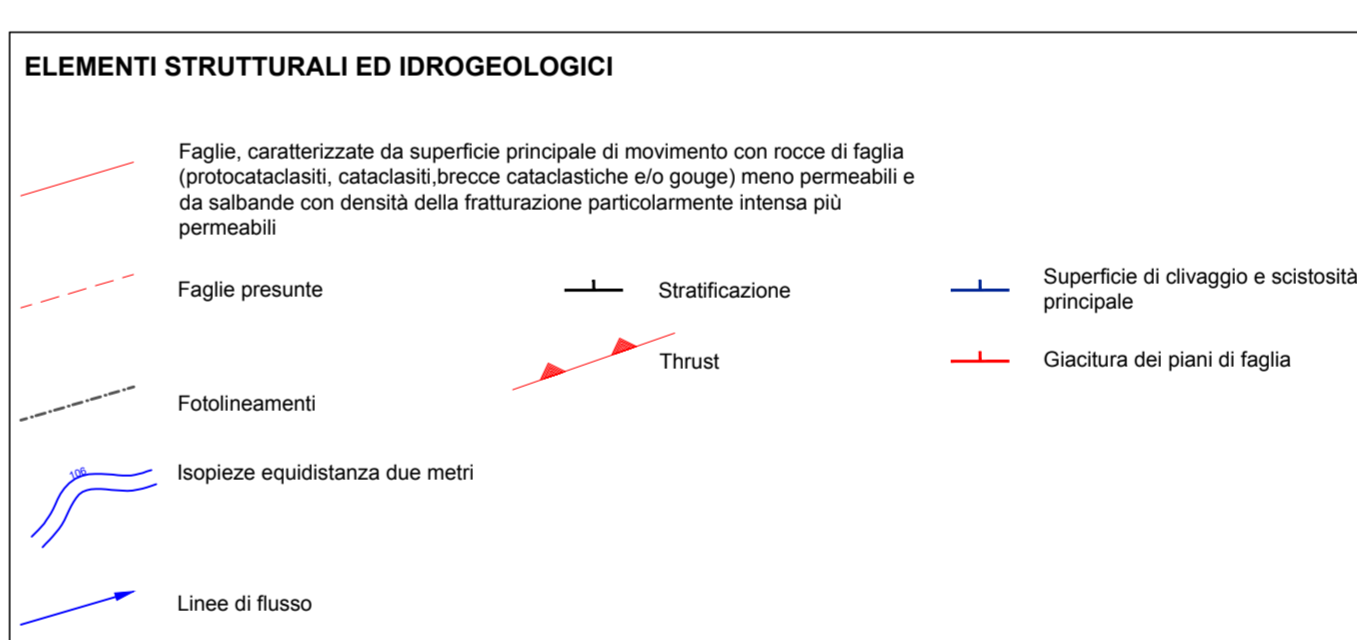 ELEMENTI STRUTTURALI ED IDROGEOLOGICI
Faglie, caratterizzate da superficie principale di movimento con rocce di faglia
(protocataclasiti, cataclasiti,brecce cataclastiche e/o gouge) meno permeabili e
da salbande con densità della fratturazione particolarmente intensa più
permeabili
Faglie presunte
Stratificazione
Superficie di clivaggio e scistosità
principale
Thrust
Giacitura dei piani di faglia
Fotolineamenti
106
Isopieze equidistanza due metri
Linee di flusso